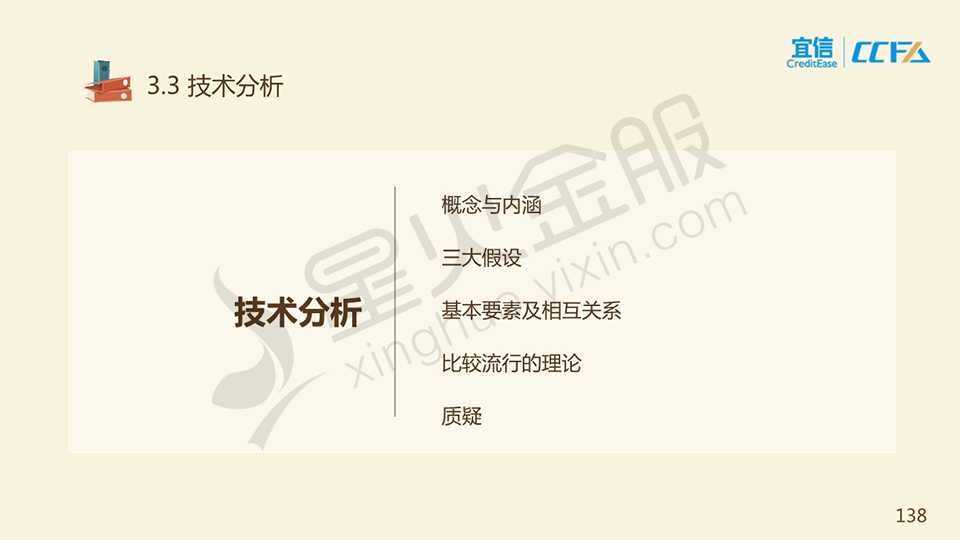 宜信
CreditEase
CCFA
3.3 技术分析
技术分析
概念与内涵
三大假设
基本要素及相互关系
比较流行的理论
质疑
星火金服
xinghuo.yixin.com
138